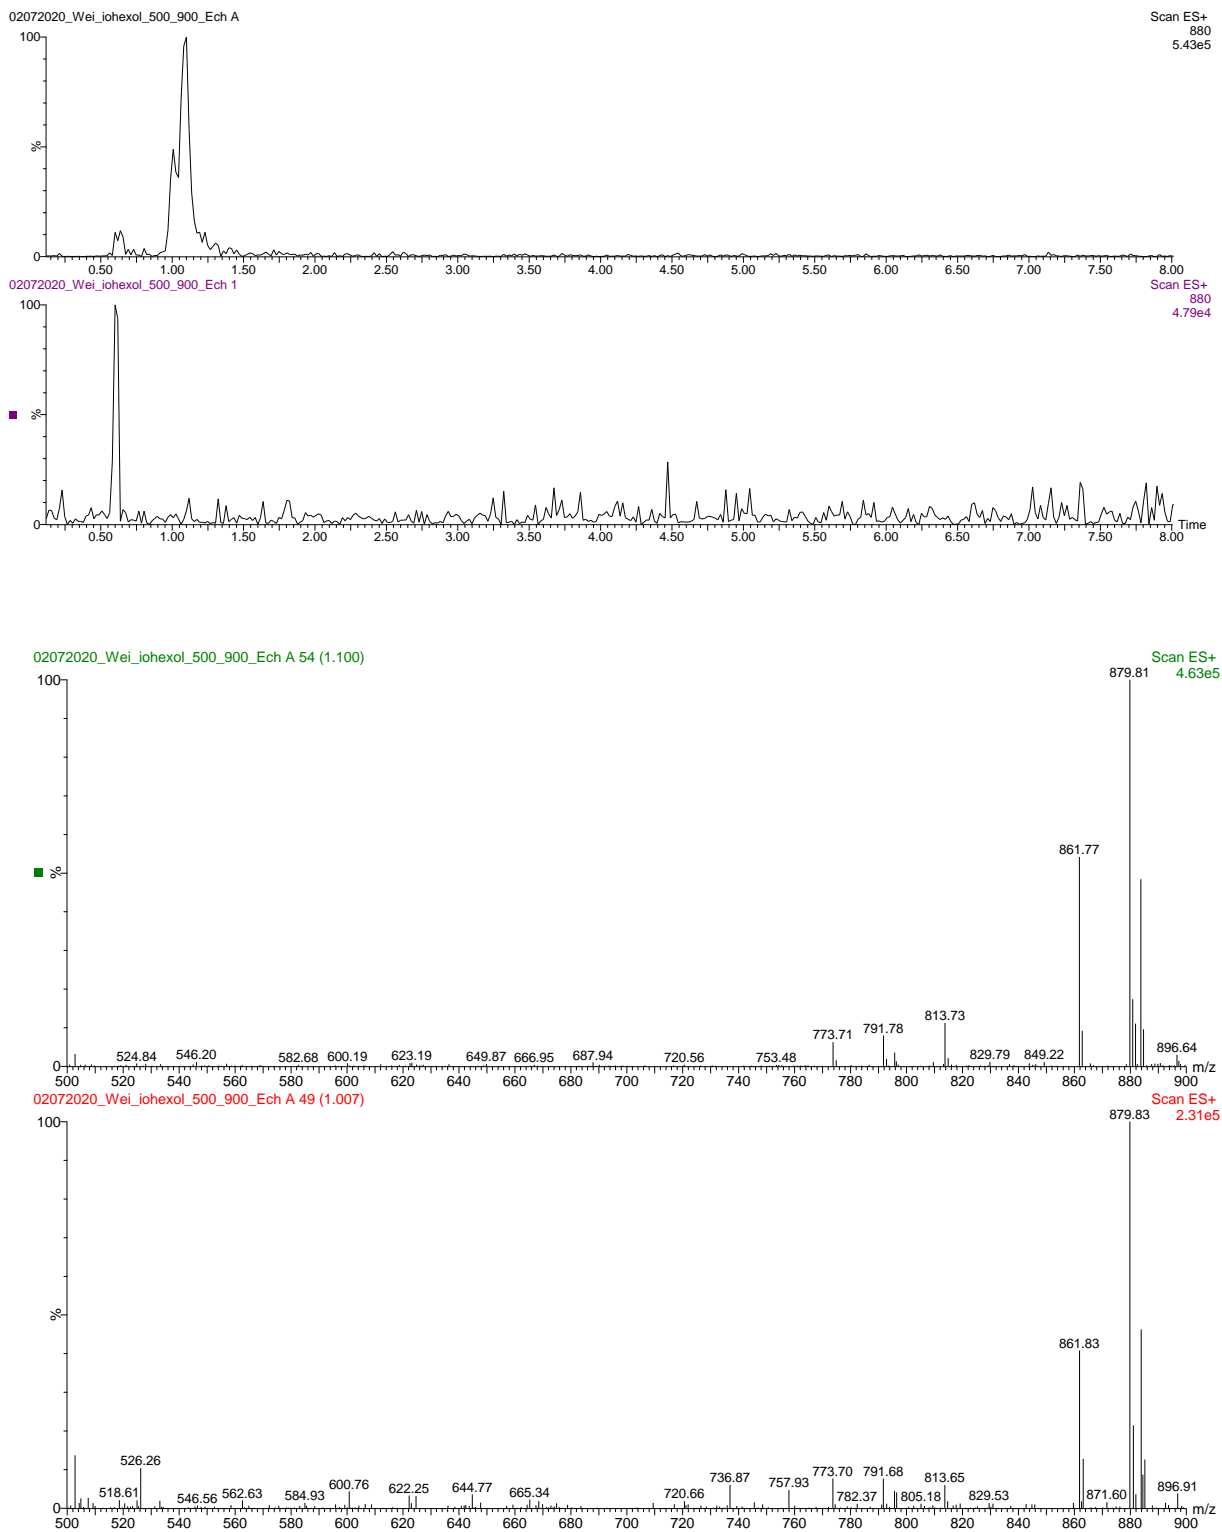 02072020_Wei_iohexol_500_900_Ech A
Scan ES+
880
5.43e5
100
%
0
0.50 1.00 1.50 2.00 2.50 3.00 3.50 4.00 4.50 5.00 5.50 6.00 6.50 7.00 7.50 8.00
02072020_Wei_iohexol_500_900_Ech 1
Scan ES+
880
4.79e4
100
%
0
Time
0.50 1.00 1.50 2.00 2.50 3.00 3.50 4.00 4.50 5.00 5.50 6.00 6.50 7.00 7.50 8.00
02072020_Wei_iohexol_500_900_Ech A 54 (1.100)
Scan ES+
4.63e5
100
879.81
861.77
%
813.73
791.78
773.71
896.64
524.84 546.20 582.68 600.19 623.19 649.87 666.95 687.94 720.56 753.48 829.79 849.22
0
m/z
500 520 540 560 580 600 620 640 660 680 700 720 740 760 780 800 820 840 860 880 900
02072020_Wei_iohexol_500_900_Ech A 49 (1.007)
Scan ES+
2.31e5
100
879.83
861.83
%
526.26
736.87 773.70 791.68
813.65
518.61 546.56 562.63 584.93 600.76 622.25 644.77 665.34 720.66 757.93 782.37 805.18 829.53 871.60 896.91
0
m/z
500 520 540 560 580 600 620 640 660 680 700 720 740 760 780 800 820 840 860 880 900